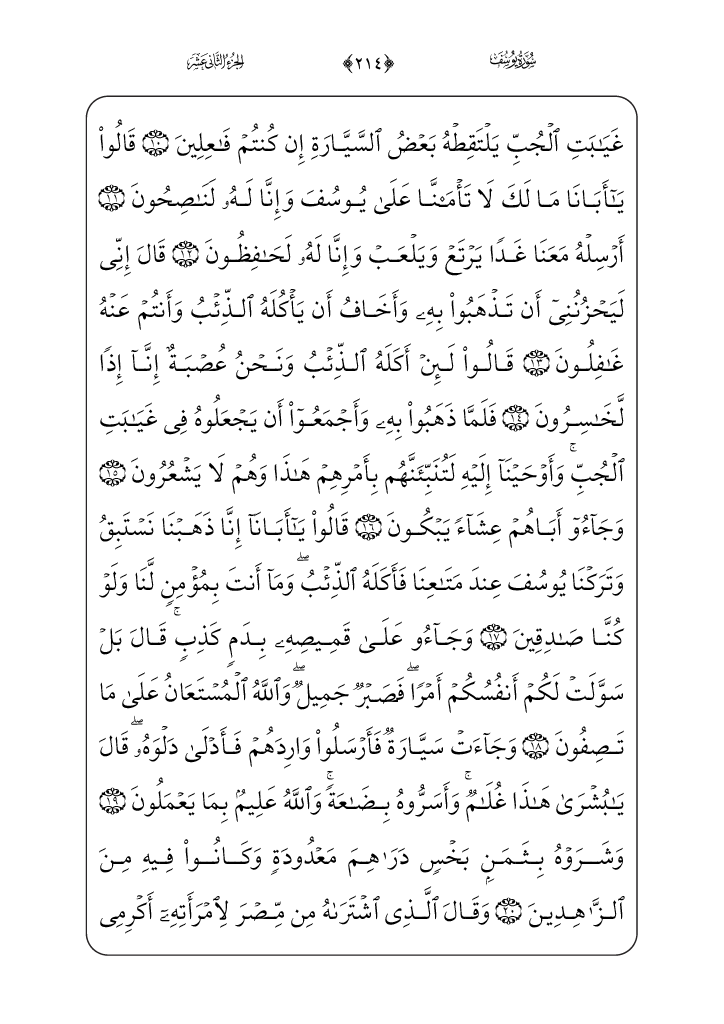 سُورَةُ يُوسُفَ ﴿٢١٤﴾ الجُزْءُ الثَّانِي عَشَرَ
غَيَٰبَتِ ٱلۡجُبِّ يَلۡتَقِطۡهُ بَعۡضُ ٱلسَّيَّارَةِ إِن كُنتُمۡ فَٰعِلِينَ ١٠ قَالُواْ
يَٰٓأَبَانَا مَا لَكَ لَا تَأۡمَ۬نَّا عَلَىٰ يُوسُفَ وَإِنَّا لَهُۥ لَنَٰصِحُونَ ١١
أَرۡسِلۡهُ مَعَنَا غَدٗا يَرۡتَعۡ وَيَلۡعَبۡ وَإِنَّا لَهُۥ لَحَٰفِظُونَ ١٢ قَالَ إِنِّي
لَيَحۡزُنُنِيٓ أَن تَذۡهَبُواْ بِهِۦ وَأَخَافُ أَن يَأۡكُلَهُ ٱلذِّئۡبُ وَأَنتُمۡ عَنۡهُ
غَٰفِلُونَ ١٣ قَالُواْ لَئِنۡ أَكَلَهُ ٱلذِّئۡبُ وَنَحۡنُ عُصۡبَةٌ إِنَّآ إِذٗا
لَّخَٰسِرُونَ ١٤ فَلَمَّا ذَهَبُواْ بِهِۦ وَأَجۡمَعُوٓاْ أَن يَجۡعَلُوهُ فِي غَيَٰبَتِ
ٱلۡجُبِّۚ وَأَوۡحَيۡنَآ إِلَيۡهِ لَتُنَبِّئَنَّهُم بِأَمۡرِهِمۡ هَٰذَا وَهُمۡ لَا يَشۡعُرُونَ ١٥
وَجَآءُوٓ أَبَاهُمۡ عِشَآءٗ يَبۡكُونَ ١٦ قَالُواْ يَٰٓأَبَانَآ إِنَّا ذَهَبۡنَا نَسۡتَبِقُ
وَتَرَكۡنَا يُوسُفَ عِندَ مَتَٰعِنَا فَأَكَلَهُ ٱلذِّئۡبُۖ وَمَآ أَنتَ بِمُؤۡمِنٖ لَّنَا وَلَوۡ
كُنَّا صَٰدِقِينَ ١٧ وَجَآءُو عَلَىٰ قَمِيصِهِۦ بِدَمٖ كَذِبٖۚ قَالَ بَلۡ
سَوَّلَتۡ لَكُمۡ أَنفُسُكُمۡ أَمۡرٗاۖ فَصَبۡرٞ جَمِيلٞۖ وَٱللَّهُ ٱلۡمُسۡتَعَانُ عَلَىٰ مَا
تَصِفُونَ ١٨ وَجَآءَتۡ سَيَّارَةٞ فَأَرۡسَلُواْ وَارِدَهُمۡ فَأَدۡلَىٰ دَلۡوَهُۥۖ قَالَ
يَٰبُشۡرَىٰ هَٰذَا غُلَٰمٞۚ وَأَسَرُّوهُ بِضَٰعَةٗۚ وَٱللَّهُ عَلِيمُۢ بِمَا يَعۡمَلُونَ ١٩
وَشَرَوۡهُ بِثَمَنِۭ بَخۡسٖ دَرَٰهِمَ مَعۡدُودَةٖ وَكَانُواْ فِيهِ مِنَ
ٱلزَّٰهِدِينَ ٢٠ وَقَالَ ٱلَّذِي ٱشۡتَرَىٰهُ مِن مِّصۡرَ لِٱمۡرَأَتِهِۦٓ أَكۡرِمِي